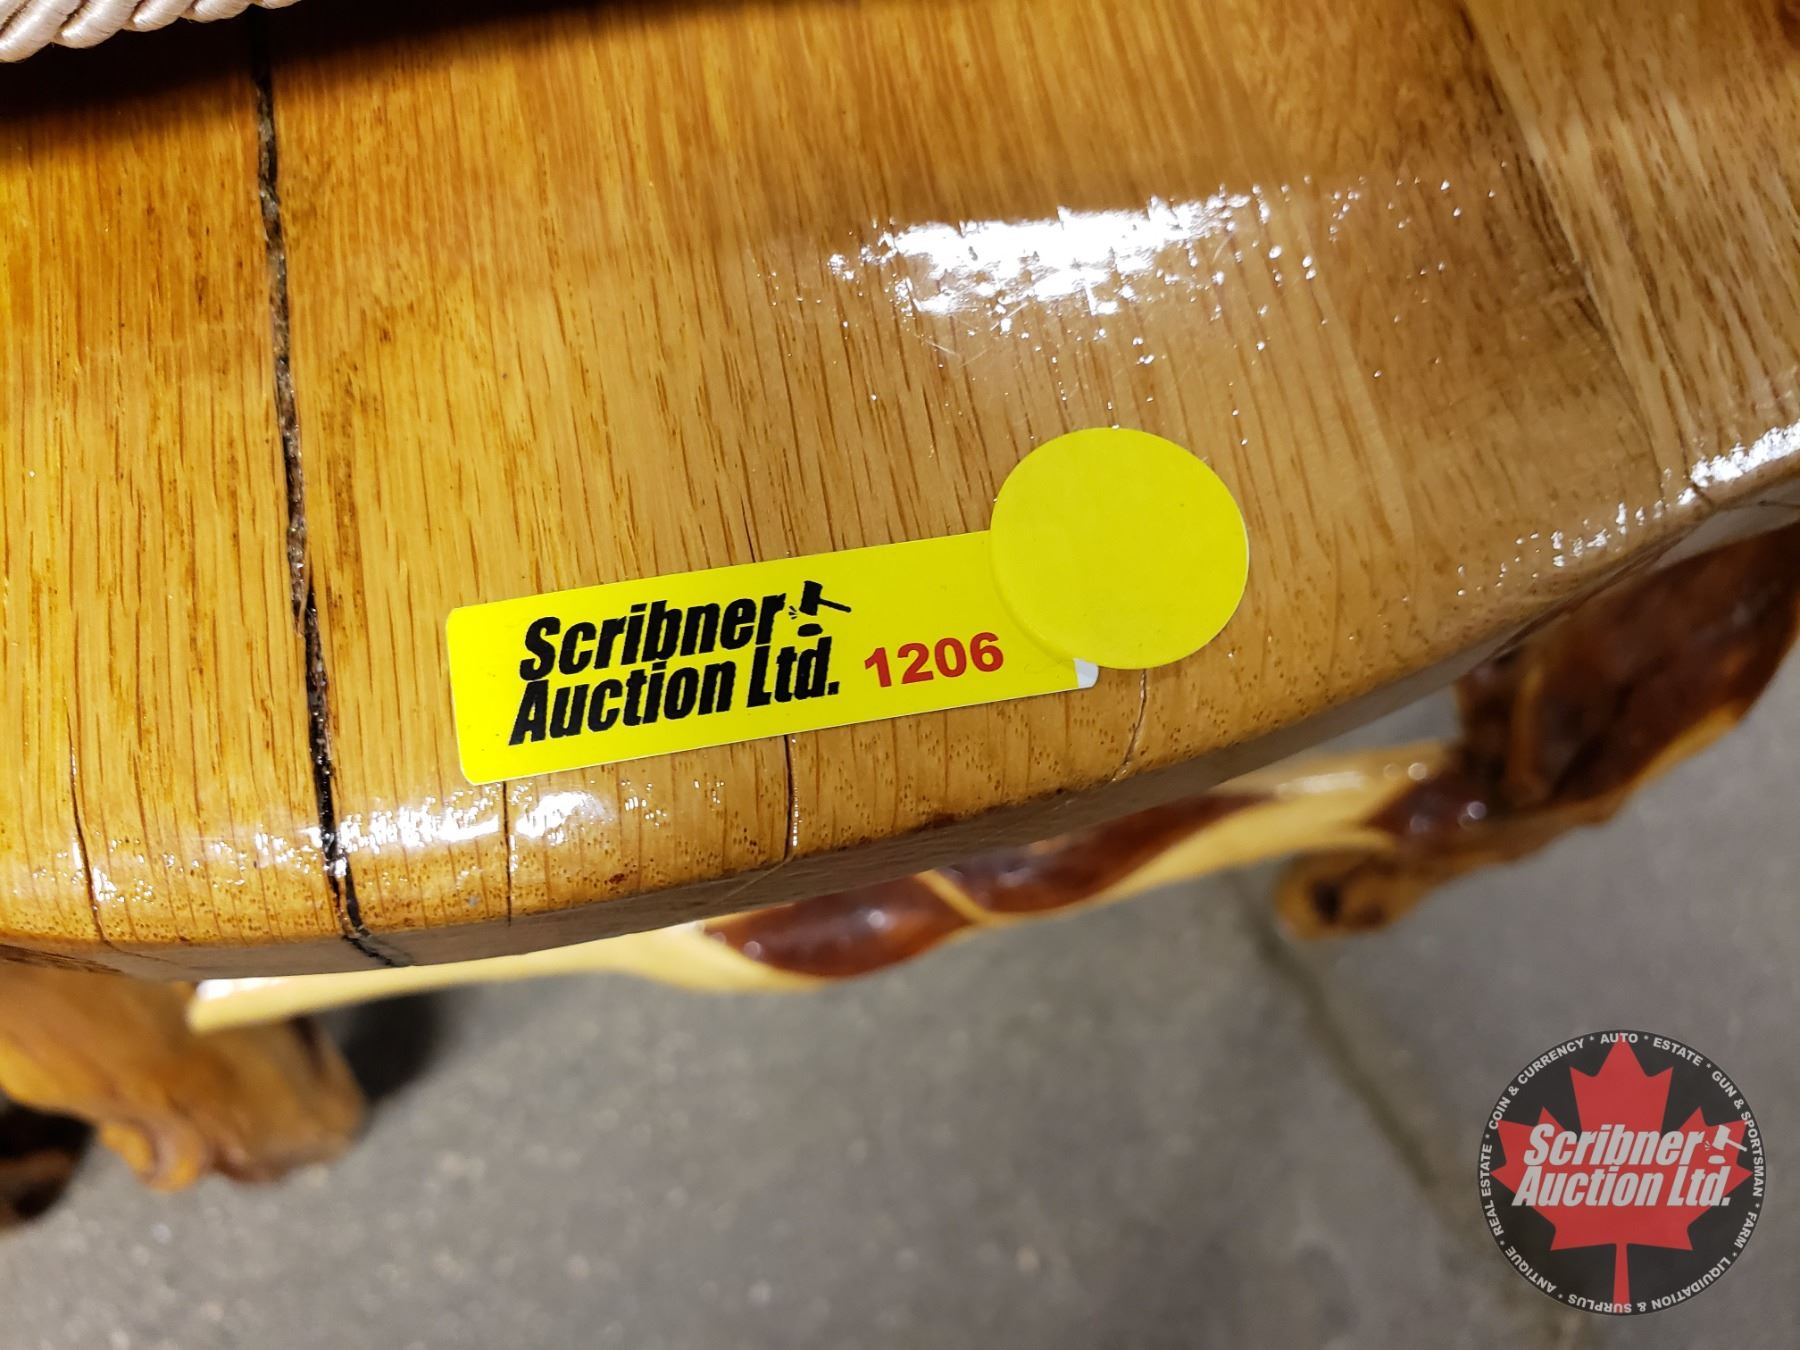 Scribner
Auction Ltd.
1206
COIN & CURRENCY * AUTO * ESTATE * GUN & SPORTSMAN * FARM * LIQUIDATION & SURPLUS * ANTIQUE * REAL ESTATE *
Scribner
Auction Ltd.